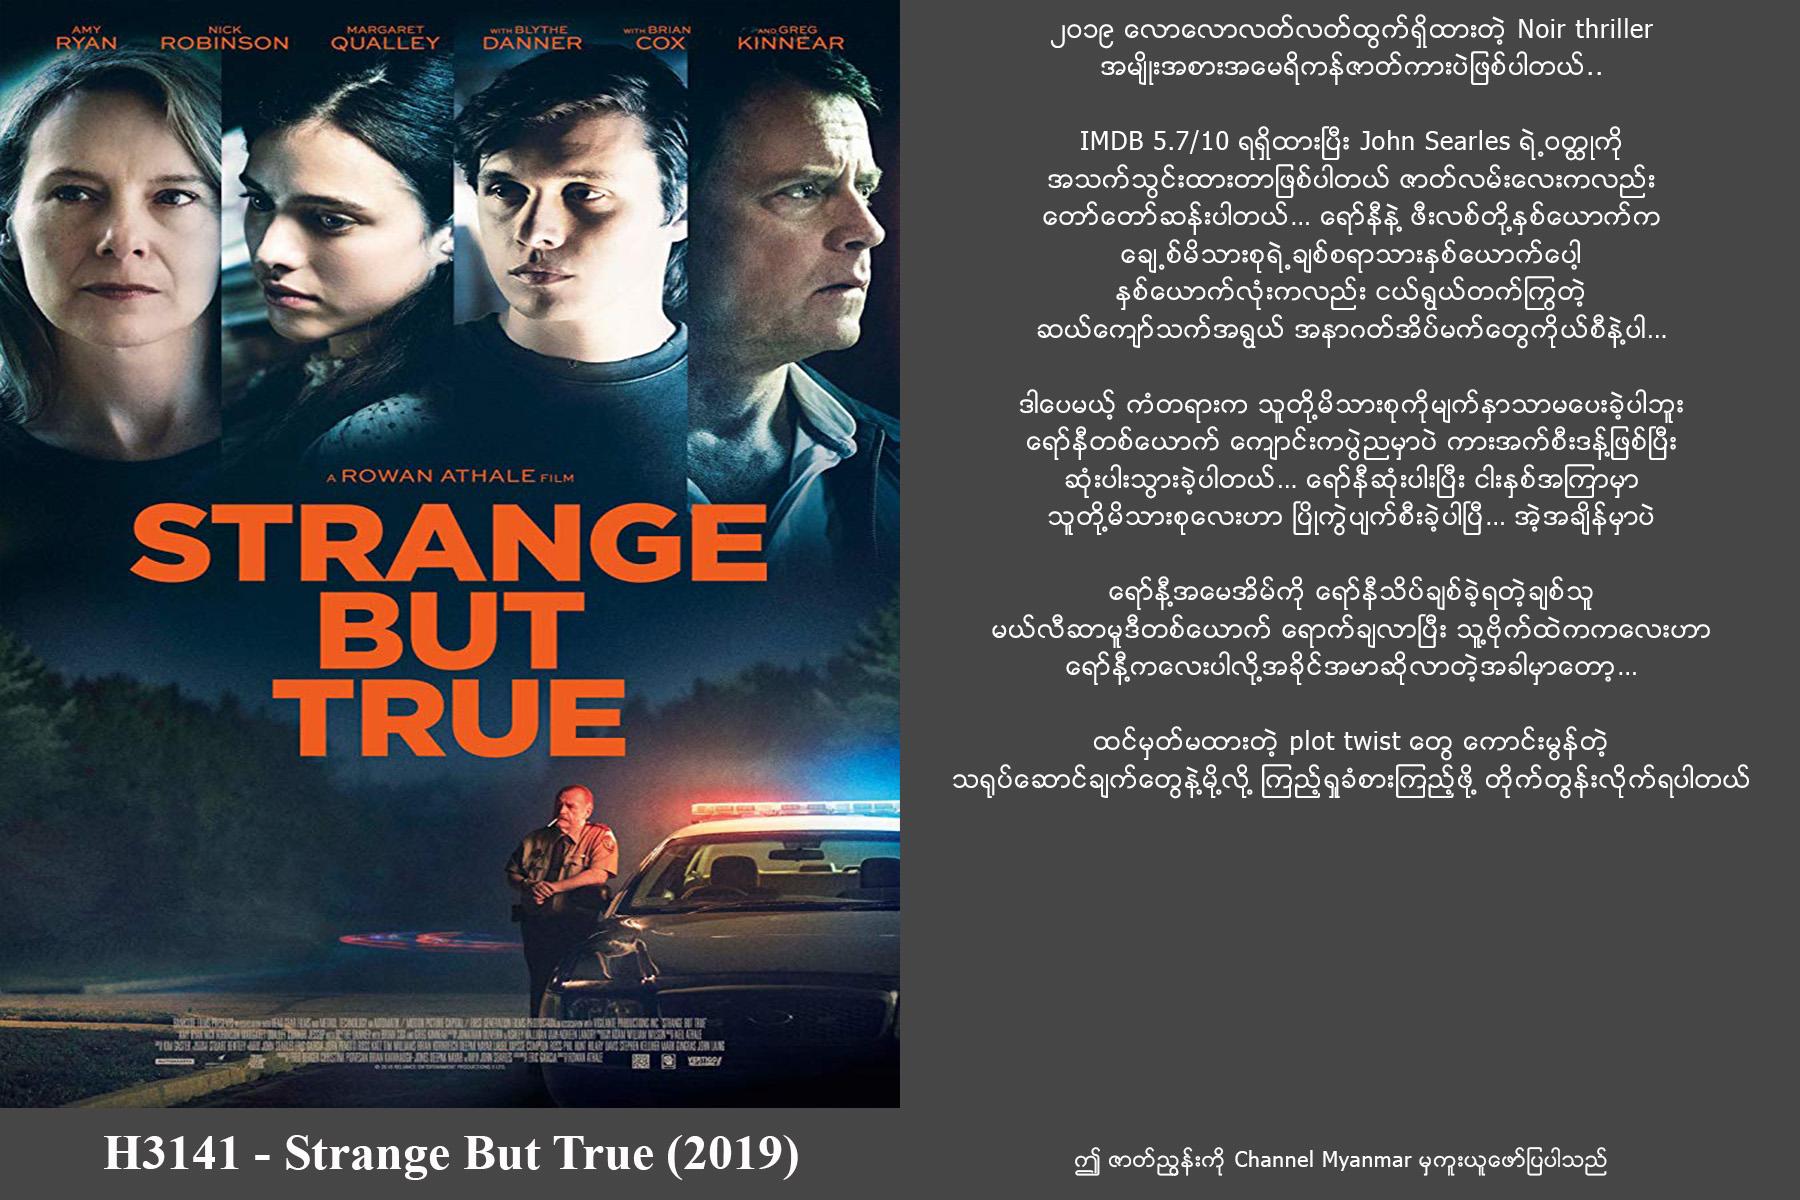 AMY RYAN
NICK ROBINSON
MARGARET QUALLEY
WITH BLYTHE DANNER
WITH BRIAN COX
AND GREG KINNEAR
A ROWAN ATHALE FILM
STRANGE
BUT
TRUE
H3141 - Strange But True (2019)
၂၀၁၉ လောလောလတ်လတ်ထွက်ရှိထားတဲ့ Noir thriller
အမျိုးအစားအမေရိကန်ဇာတ်ကားပဲဖြစ်ပါတယ်..
IMDB 5.7/10 ရရှိထားပြီး John Searles ရဲ့ဝတ္ထုကို
အသက်သွင်းထားတာဖြစ်ပါတယ် ဇာတ်လမ်းလေးကလည်း
တော်တော်ဆန်းပါတယ်... ရော်နီနဲ့ ဖီးလစ်တို့နှစ်ယောက်က
ချေ့စ်မိသားစုရဲ့ချစ်စရာသားနှစ်ယောက်ပေါ့
နှစ်ယောက်လုံးကလည်း ငယ်ရွယ်တက်ကြွတဲ့
ဆယ်ကျော်သက်အရွယ် အနာဂတ်အိပ်မက်တွေကိုယ်စီနဲ့ပါ...
ဒါပေမယ့် ကံတရားက သူတို့မိသားစုကိုမျက်နှာသာမပေးခဲ့ပါဘူး
ရော်နီတစ်ယောက် ကျောင်းကပွဲညမှာပဲ ကားအက်စီးဒန့်ဖြစ်ပြီး
ဆုံးပါးသွားခဲ့ပါတယ်... ရော်နီဆုံးပါးပြီး ငါးနှစ်အကြာမှာ
သူတို့မိသားစုလေးဟာ ပြိုကွဲပျက်စီးခဲ့ပါပြီ... အဲ့အချိန်မှာပဲ
ရော်နီ့အမေအိမ်ကို ရော်နီသိပ်ချစ်ခဲ့ရတဲ့ချစ်သူ
မယ်လီဆာမူဒီတစ်ယောက် ရောက်ချလာပြီး သူ့ဗိုက်ထဲကကလေးဟာ
ရော်နီ့ကလေးပါလို့အခိုင်အမာဆိုလာတဲ့အခါမှာတော့...
ထင်မှတ်မထားတဲ့ plot twist တွေ ကောင်းမွန်တဲ့
သရုပ်ဆောင်ချက်တွေနဲ့မို့လို့ ကြည့်ရှုခံစားကြည့်ဖို့ တိုက်တွန်းလိုက်ရပါတယ်
ဤ ဇာတ်ညွှန်းကို Channel Myanmar မှကူးယူဖော်ပြပါသည်